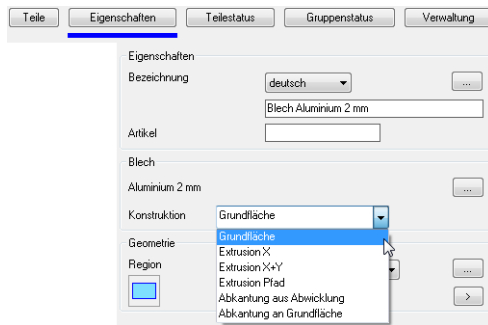 Teile Eigenschaften Teilestatus Gruppenstatus Verwaltung
Eigenschaften
Bezeichnung deutsch ...
Blech Aluminium 2 mm
Artikel
Blech
Aluminium 2 mm ...
Konstruktion Grundfläche
Grundfläche
Geometrie
Extrusion X
Region Extrusion X+Y ...
Extrusion Pfad
Abkantung aus Abwicklung >
Abkantung an Grundfläche